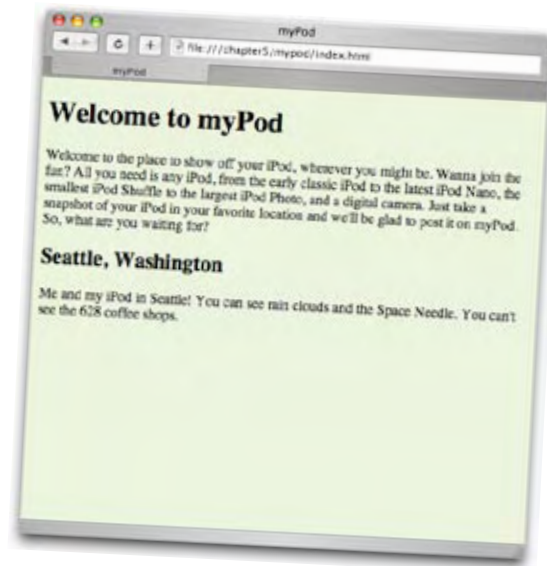 myPod
file:///chapter5/mypod/index.html
myPod
Welcome to myPod
Welcome to the place to show off your iPod, wherever you might be. Wanna join the
fun? All you need is any iPod, from the early classic iPod to the latest iPod Nano, the
smallest iPod Shuffle to the largest iPod Photo, and a digital camera. Just take a
snapshot of your iPod in your favorite location and we'll be glad to post it on myPod.
So, what are you waiting for?
Seattle, Washington
Me and my iPod in Seattle! You can see rain clouds and the Space Needle. You can't
see the 628 coffee shops.